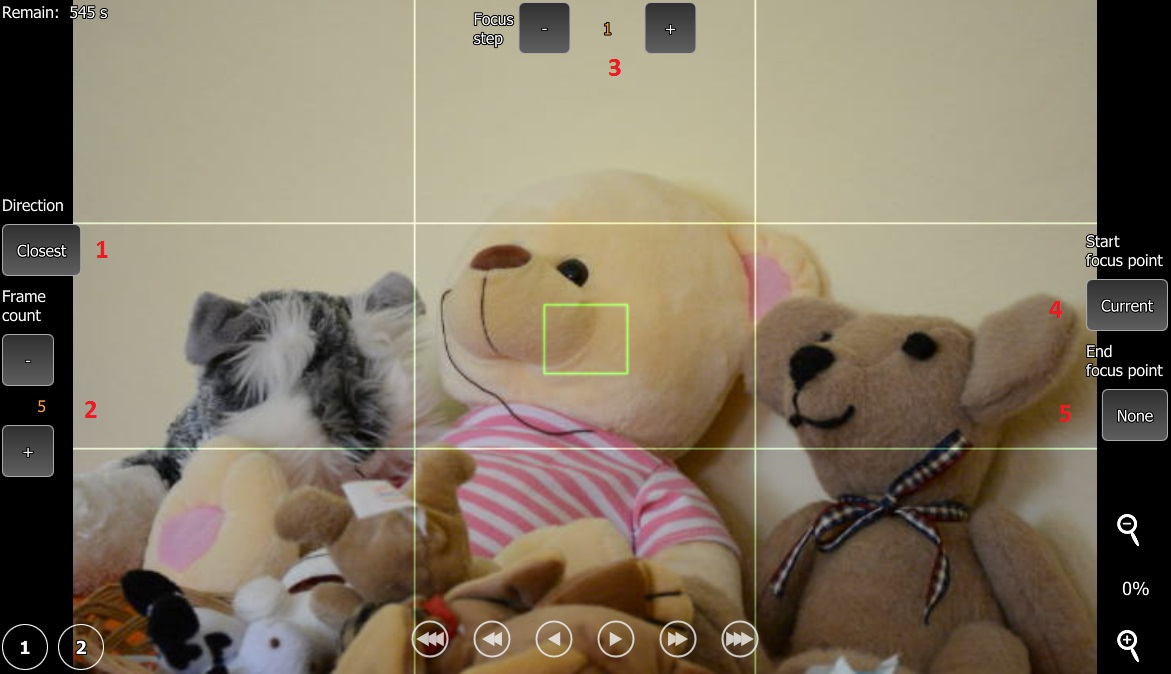 Remain: 545 s
Focus
step
-
1
+
3
Direction
Closest
1
Frame
count
-
5
+
2
Start
focus point
Current
4
End
focus point
None
5
0%
1
2